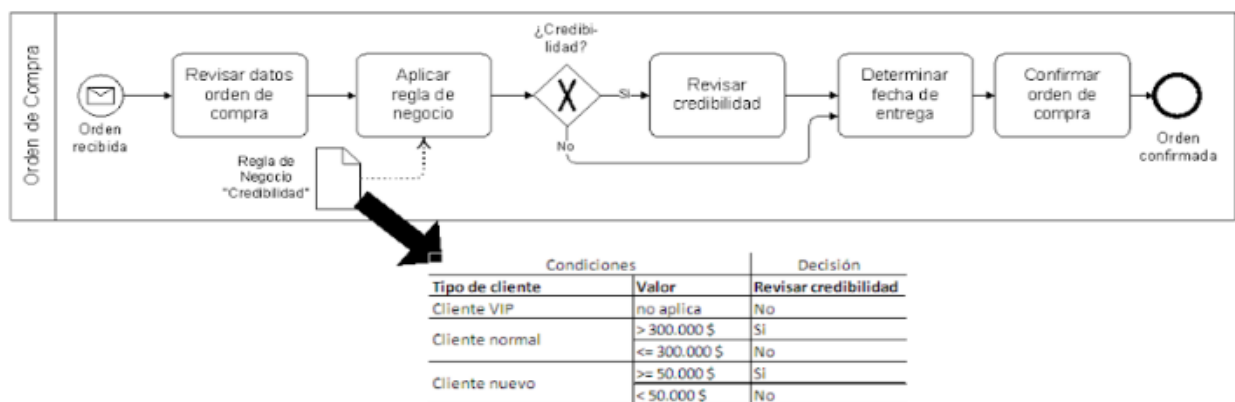 Orden de Compra
Orden
recibida
Revisar datos
orden de
compra
Aplicar
regla de
negocio
Regla de
Negocio
"Credibilidad"
¿Credibi-
lidad?
Si
No
Revisar
credibilidad
Determinar
fecha de
entrega
Confirmar
orden de
compra
Orden
confirmada
Condiciones Decisión
Tipo de cliente Valor Revisar credibilidad
Cliente VIP no aplica No
Cliente normal > 300.000 $ Si
<= 300.000 $ No
Cliente nuevo >= 50.000 $ Si
< 50.000 $ No